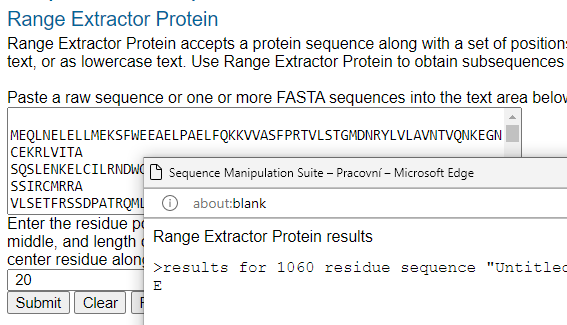 Range Extractor Protein
Range Extractor Protein accepts a protein sequence along with a set of positions
text, or as lowercase text. Use Range Extractor Protein to obtain subsequences
Paste a raw sequence or one or more FASTA sequences into the text area below
MEQLNELELLMEKSFWEEAELPAELFQKKVVASFPRTVLSTGMDNRYLVLAVNTVQNKEGN
CEKRLVITA
SQSLENKELCILRNDWC
SSIRCMRRA
VLSETFRSSDPATRQML
Enter the residue po
middle, and length
center residue along
20
Submit Clear
Sequence Manipulation Suite – Pracovní – Microsoft Edge
about:blank
Range Extractor Protein results
>results for 1060 residue sequence "Untitled
E